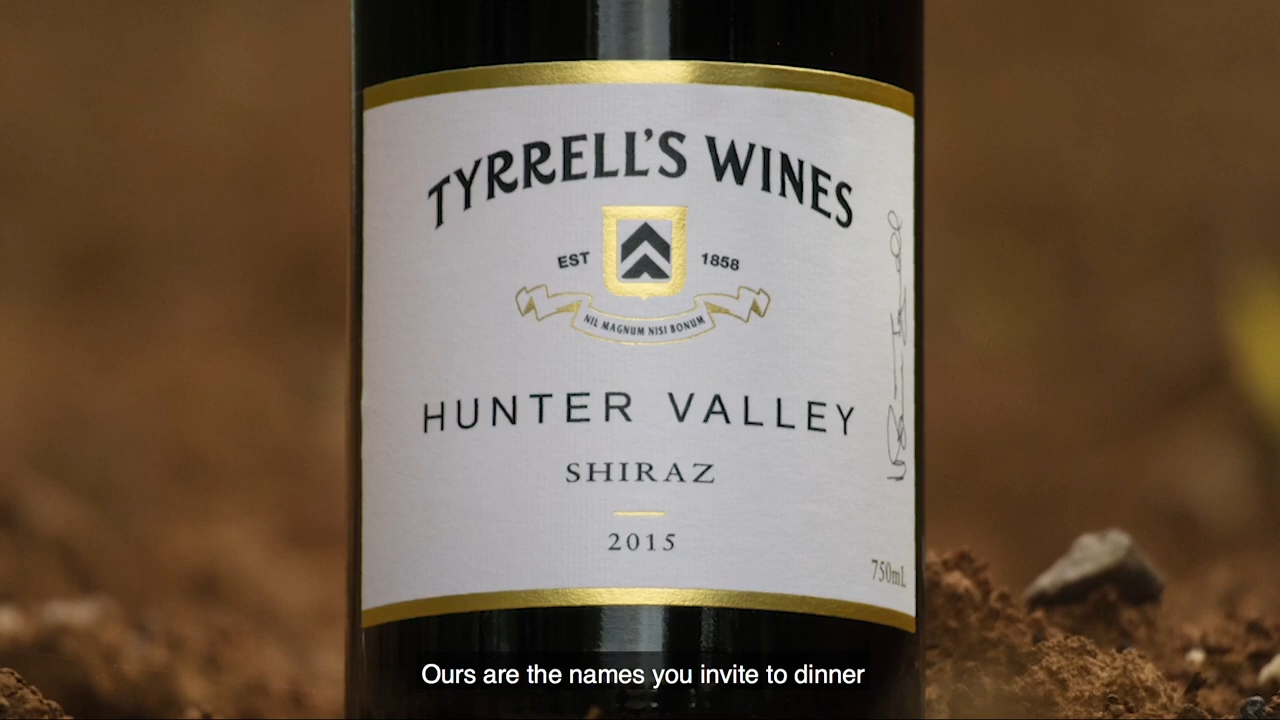 TYRRELL'S WINES
EST 1858
NIL MAGNUM NISI BONUM
HUNTER VALLEY
SHIRAZ
2015
750mL
Ours are the names you invite to dinner